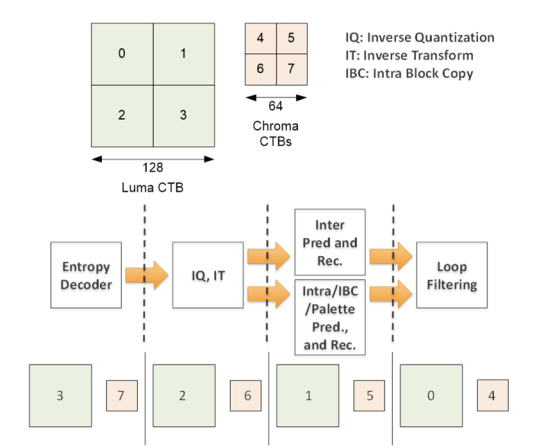 0 1
2 3
128
Luma CTB
4 5
6 7
64
Chroma
CTBs
IQ: Inverse Quantization
IT: Inverse Transform
IBC: Intra Block Copy
Entropy
Decoder
IQ, IT
Inter
Pred and
Rec.
Intra/IBC
/Palette
Pred.,
and Rec.
Loop
Filtering
3 7 2 6 1 5 0 4